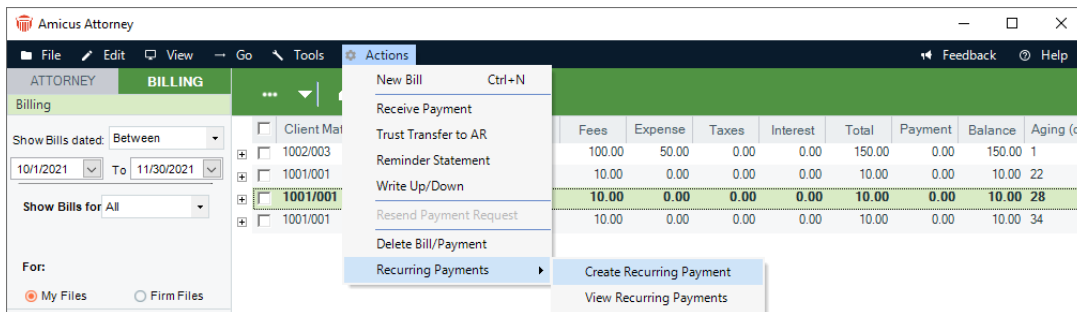 Amicus Attorney
File Edit View Go Tools Actions Feedback Help
ATTORNEY BILLING
Billing
Show Bills dated: Between
10/1/2021 To 11/30/2021
Show Bills for All
For:
My Files Firm Files
New Bill Ctrl+N
Receive Payment
Trust Transfer to AR
Reminder Statement
Write Up/Down
Resend Payment Request
Delete Bill/Payment
Recurring Payments
Create Recurring Payment
View Recurring Payments
Client Mat Fees Expense Taxes Interest Total Payment Balance Aging (
1002/003 100.00 50.00 0.00 0.00 150.00 0.00 150.00 1
1001/001 10.00 0.00 0.00 0.00 10.00 0.00 10.00 22
1001/001 10.00 0.00 0.00 0.00 10.00 0.00 10.00 28
1001/001 10.00 0.00 0.00 0.00 10.00 0.00 10.00 34